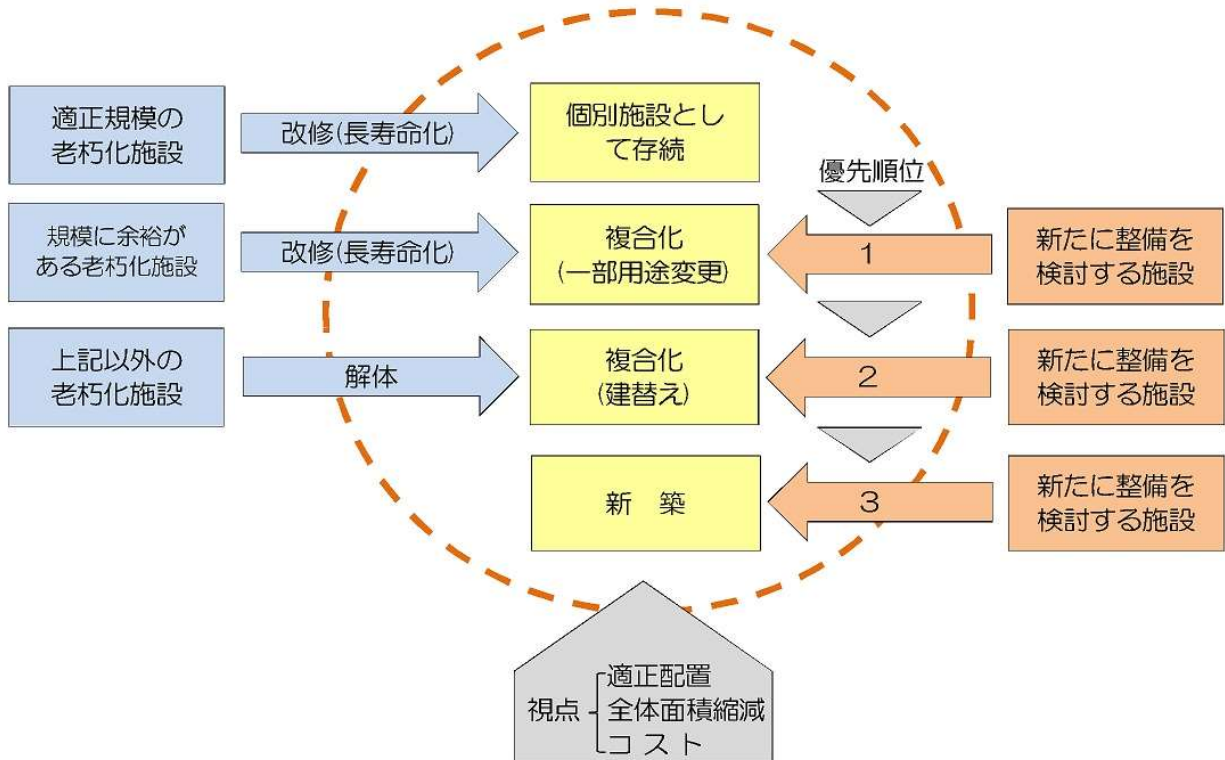 適正規模の
老朽化施設
改修(長寿命化)
個別施設とし
て存続
優先順位
規模に余裕が
ある老朽化施設
改修(長寿命化)
複合化
(一部用途変更)
1
新たに整備を
検討する施設
上記以外の
老朽化施設
解体
複合化
(建替え)
2
新たに整備を
検討する施設
新 築
3
新たに整備を
検討する施設
視点
適正配置
全体面積縮減
コスト